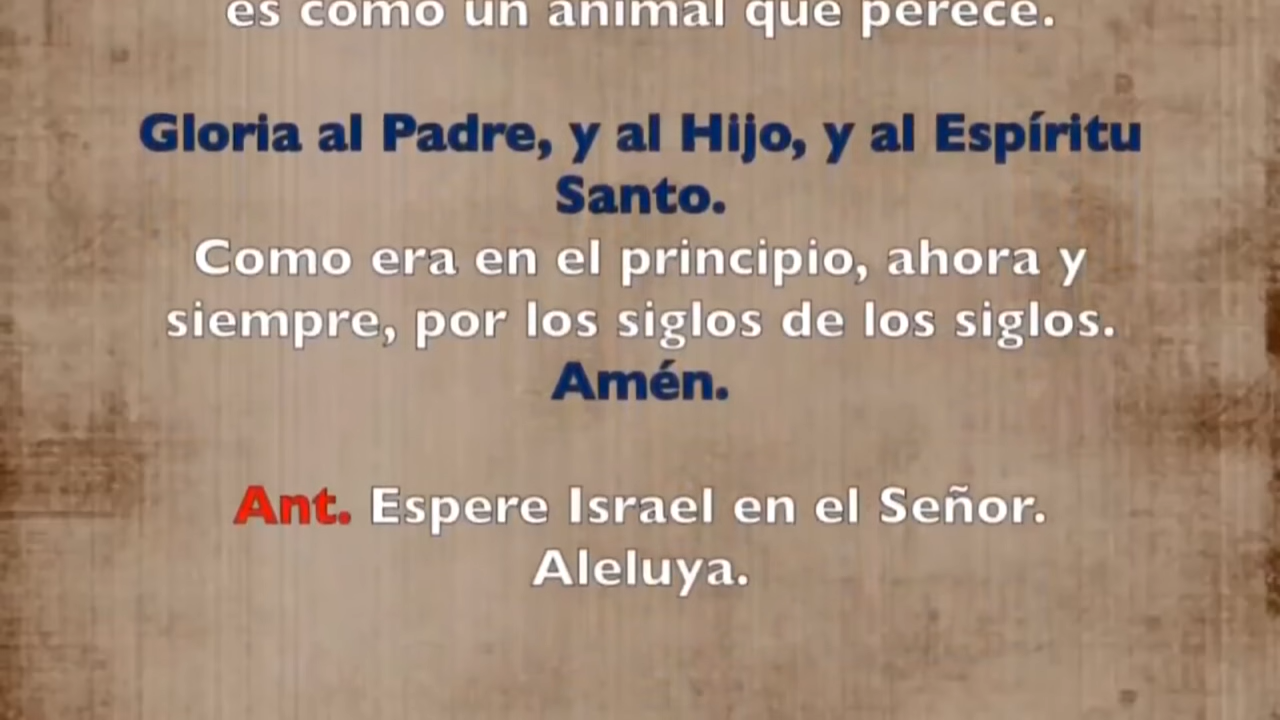 es como un animal que perece.
Gloria al Padre, y al Hijo, y al Espíritu
Santo.
Como era en el principio, ahora y
siempre, por los siglos de los siglos.
Amén.
Ant. Espere Israel en el Señor.
Aleluya.